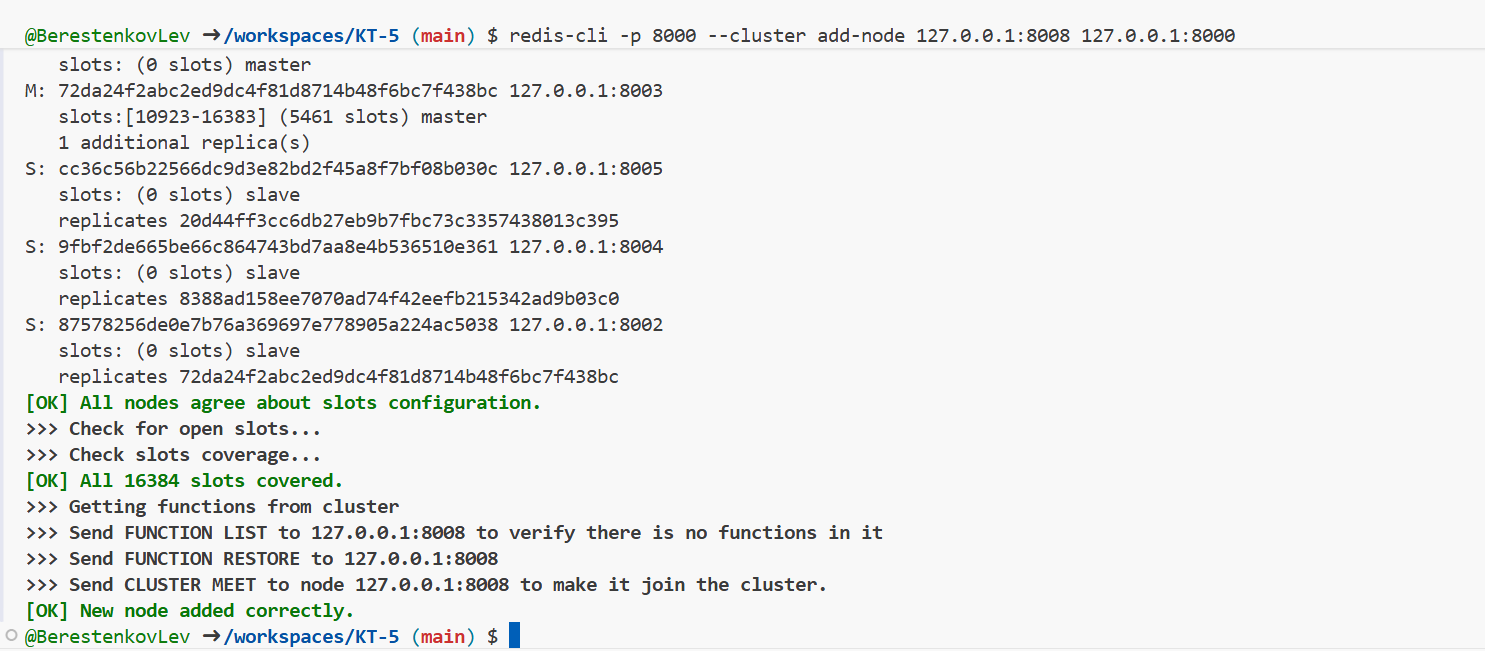 @BerestenkovLev ➜ /workspaces/KT-5 (main) $ redis-cli -p 8000 --cluster add-node 127.0.0.1:8008 127.0.0.1:8000
   slots: (0 slots) master
M: 72da24f2abc2ed9dc4f81d8714b48f6bc7f438bc 127.0.0.1:8003
   slots:[10923-16383] (5461 slots) master
   1 additional replica(s)
S: cc36c56b22566dc9d3e82bd2f45a8f7bf08b030c 127.0.0.1:8005
   slots: (0 slots) slave
   replicates 20d44ff3cc6db27eb9b7fbc73c3357438013c395
S: 9fbf2de665be66c864743bd7aa8e4b536510e361 127.0.0.1:8004
   slots: (0 slots) slave
   replicates 8388ad158ee7070ad74f42eefb215342ad9b03c0
S: 87578256de0e7b76a369697e778905a224ac5038 127.0.0.1:8002
   slots: (0 slots) slave
   replicates 72da24f2abc2ed9dc4f81d8714b48f6bc7f438bc
[OK] All nodes agree about slots configuration.
>>> Check for open slots...
>>> Check slots coverage...
[OK] All 16384 slots covered.
>>> Getting functions from cluster
>>> Send FUNCTION LIST to 127.0.0.1:8008 to verify there is no functions in it
>>> Send FUNCTION RESTORE to 127.0.0.1:8008
>>> Send CLUSTER MEET to node 127.0.0.1:8008 to make it join the cluster.
[OK] New node added correctly.
@BerestenkovLev ➜ /workspaces/KT-5 (main) $